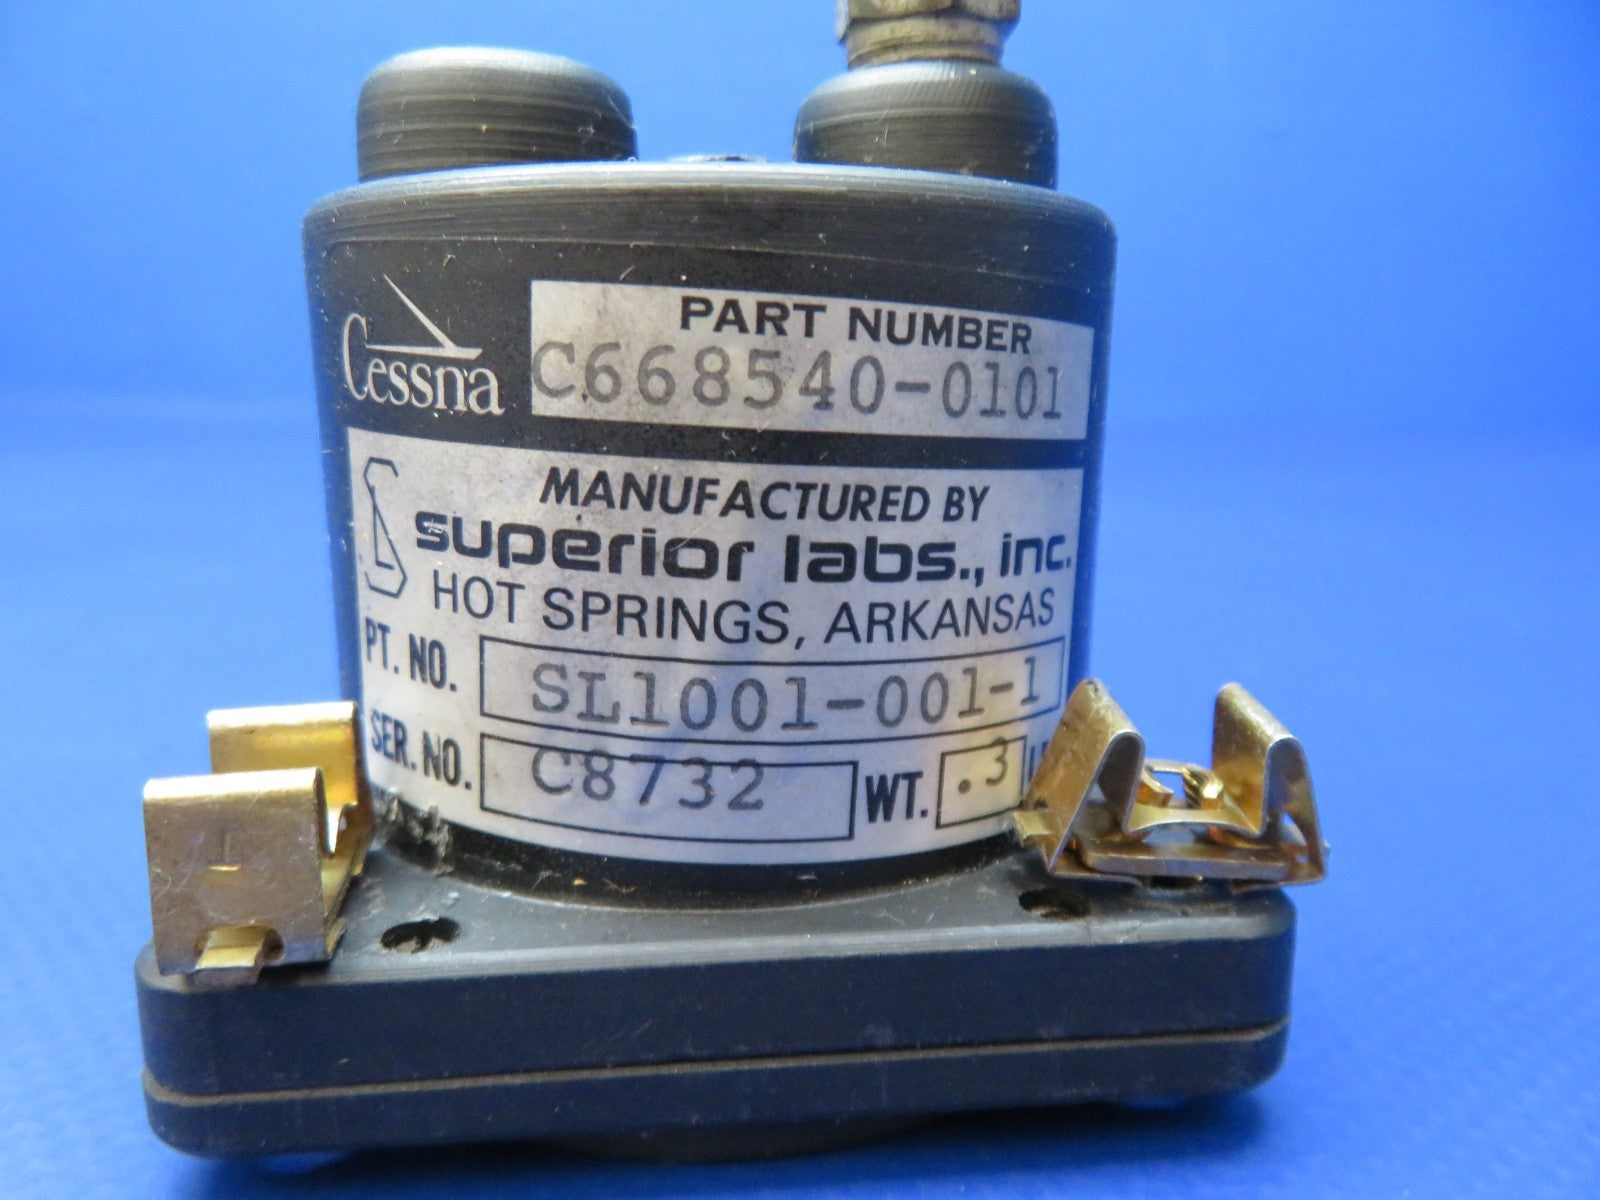 Cessna
PART NUMBER
C668540-0101
MANUFACTURED BY
superior labs., inc.
HOT SPRINGS, ARKANSAS
PT. NO. SL1001-001-1
SER. NO. C8732 WT. .3